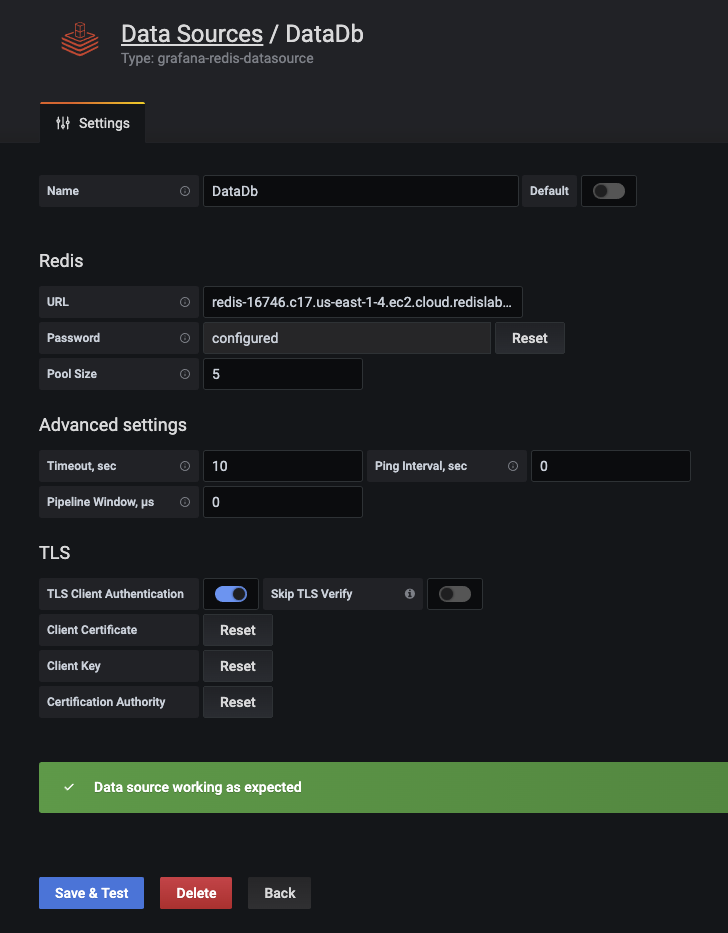 Data Sources / DataDb
Type: grafana-redis-datasource
Settings
Name DataDb Default
Redis
URL redis-16746.c17.us-east-1-4.ec2.cloud.redislab...
Password configured Reset
Pool Size 5
Advanced settings
Timeout, sec 10 Ping Interval, sec 0
Pipeline Window, μs 0
TLS
TLS Client Authentication Skip TLS Verify
Client Certificate Reset
Client Key Reset
Certification Authority Reset
Data source working as expected
Save & Test Delete Back